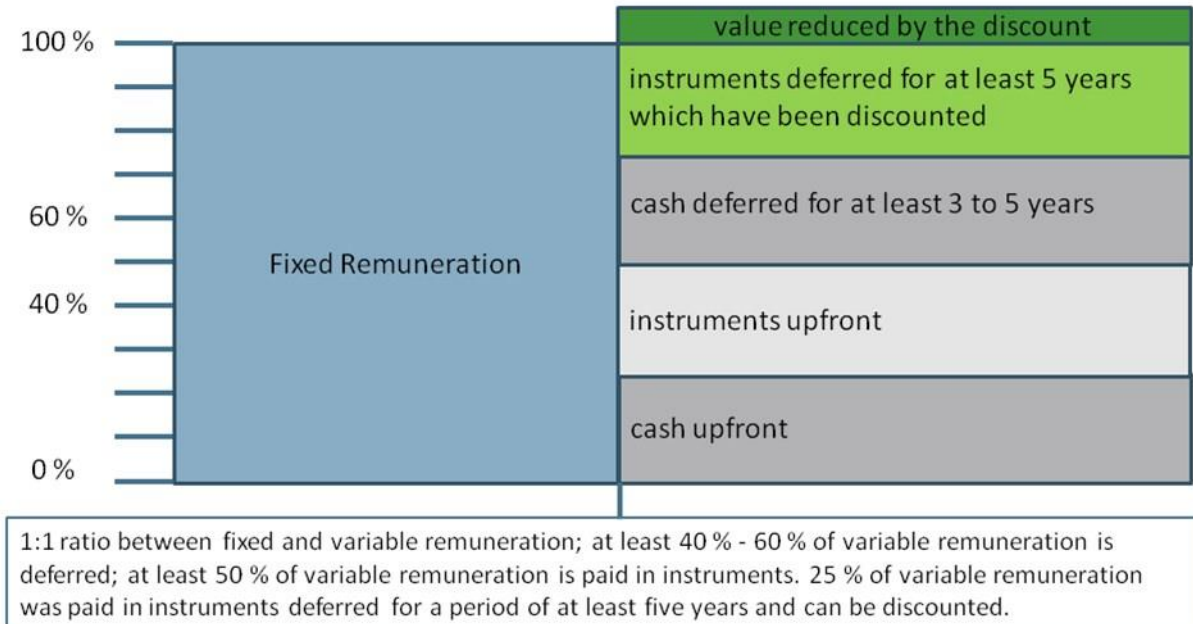 value reduced by the discount
100 %
instruments deferred for at least 5 years
which have been discounted
cash deferred for at least 3 to 5 years
60 %
Fixed Remuneration
40 %
instruments upfront
cash upfront
0 %
1:1 ratio between fixed and variable remuneration; at least 40 % - 60 % of variable remuneration is
deferred; at least 50 % of variable remuneration is paid in instruments. 25 % of variable remuneration
was paid in instruments deferred for a period of at least five years and can be discounted.